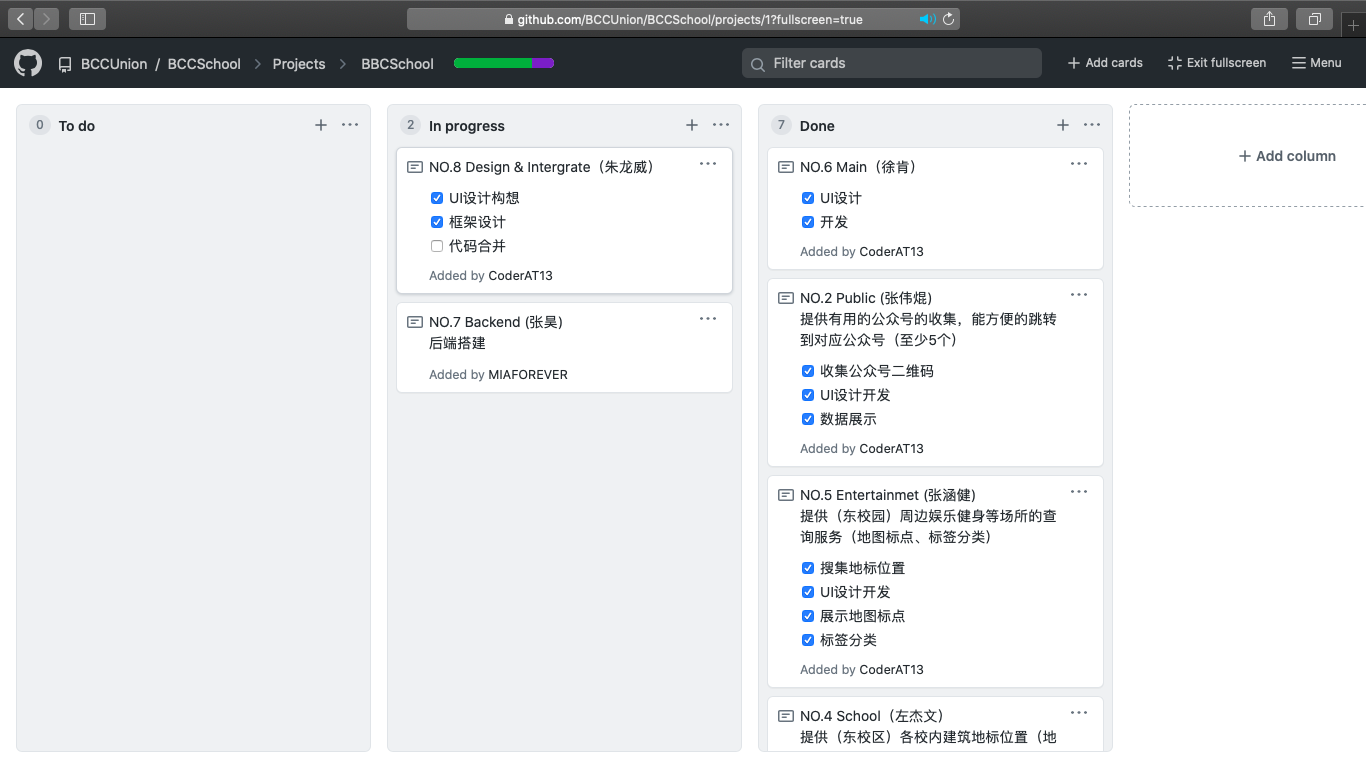 github.com/BCCUnion/BCCSchool/projects/1?fullscreen=true
BCCUnion / BCCSchool Projects BBCSchool
Filter cards
Add cards
Exit fullscreen
Menu
0 To do
2 In progress
NO.8 Design & Intergrate（朱龙威）
UI设计构想
框架设计
代码合并
Added by CoderAT13
NO.7 Backend (张昊)
后端搭建
Added by MIAFOREVER
7 Done
NO.6 Main（徐肯）
UI设计
开发
Added by CoderAT13
NO.2 Public (张伟焜)
提供有用的公众号的收集，能方便的跳转
到对应公众号（至少5个）
收集公众号二维码
UI设计开发
数据展示
Added by CoderAT13
NO.5 Entertainmet (张涵健)
提供（东校园）周边娱乐健身等场所的查
询服务（地图标点、标签分类）
搜集地标位置
UI设计开发
展示地图标点
标签分类
Added by CoderAT13
NO.4 School（左杰文）
提供（东校区）各校内建筑地标位置（地
Add column